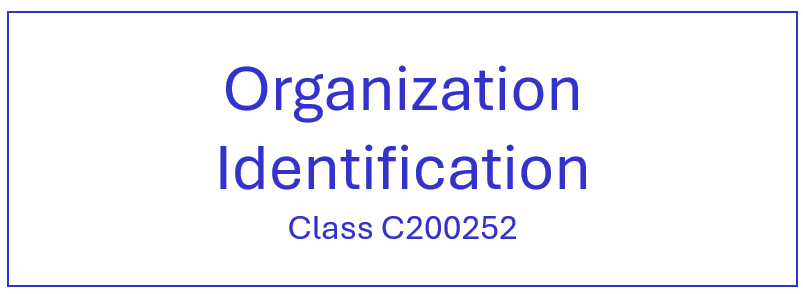 Organization
Identification
Class C200252